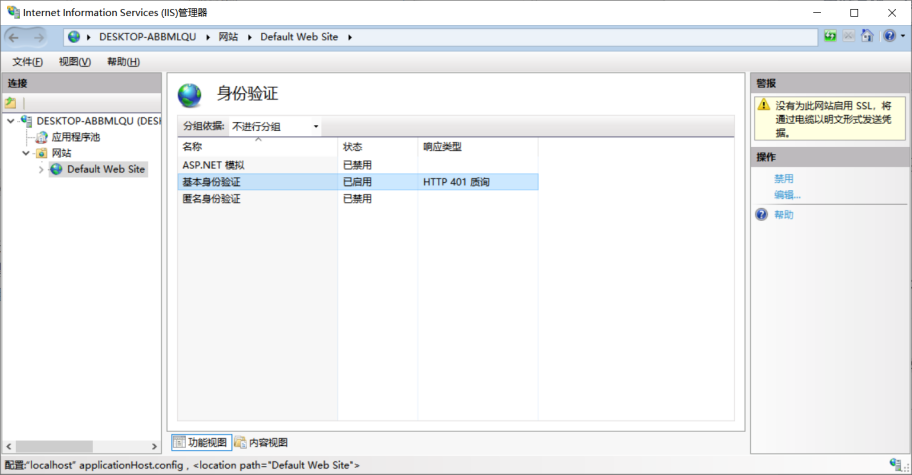 Internet Information Services (IIS)管理器
DESKTOP-ABBMLQU 网站 Default Web Site
文件(F) 视图(V) 帮助(H)
连接
DESKTOP-ABBMLQU (DESI
应用程序池
网站
Default Web Site
身份验证
分组依据: 不进行分组
名称 状态 响应类型
ASP.NET 模拟 已禁用
基本身份验证 已启用 HTTP 401 质询
匿名身份验证 已禁用
功能视图 内容视图
警报
没有为此网站启用 SSL，将
通过电缆以明文形式发送凭
据。
操作
禁用
编辑...
帮助
配置:"localhost" applicationHost.config , <location path="Default Web Site">